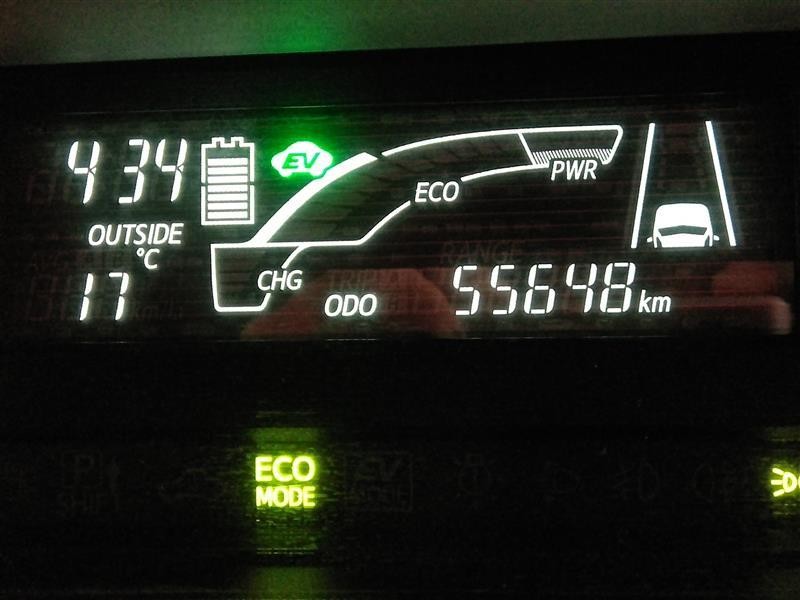 4 34
EV
PWR
ECO
OUTSIDE
°C
CHG
17
ODO
55648 km
ECO
MODE